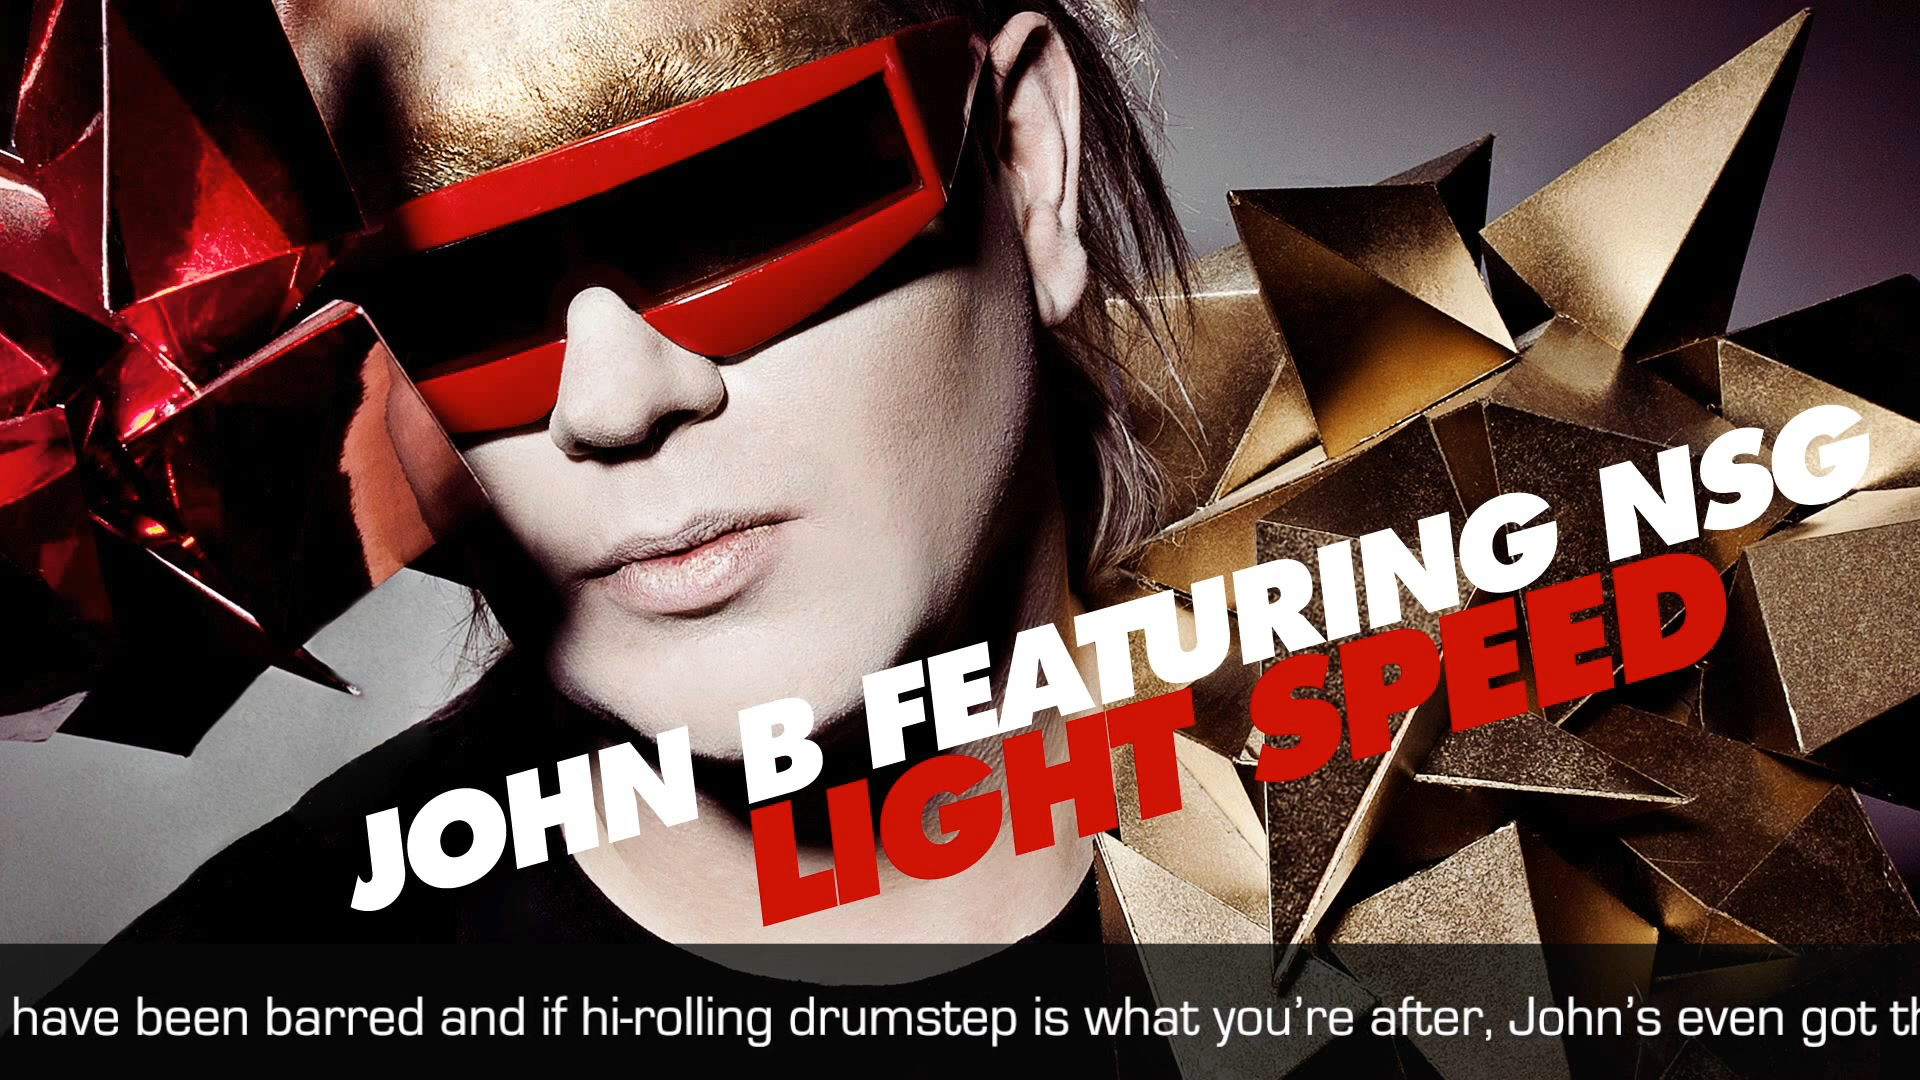 JOHN B FEATURING NSG
LIGHT SPEED
have been barred and if hi-rolling drumstep is what you’re after, John’s even got th